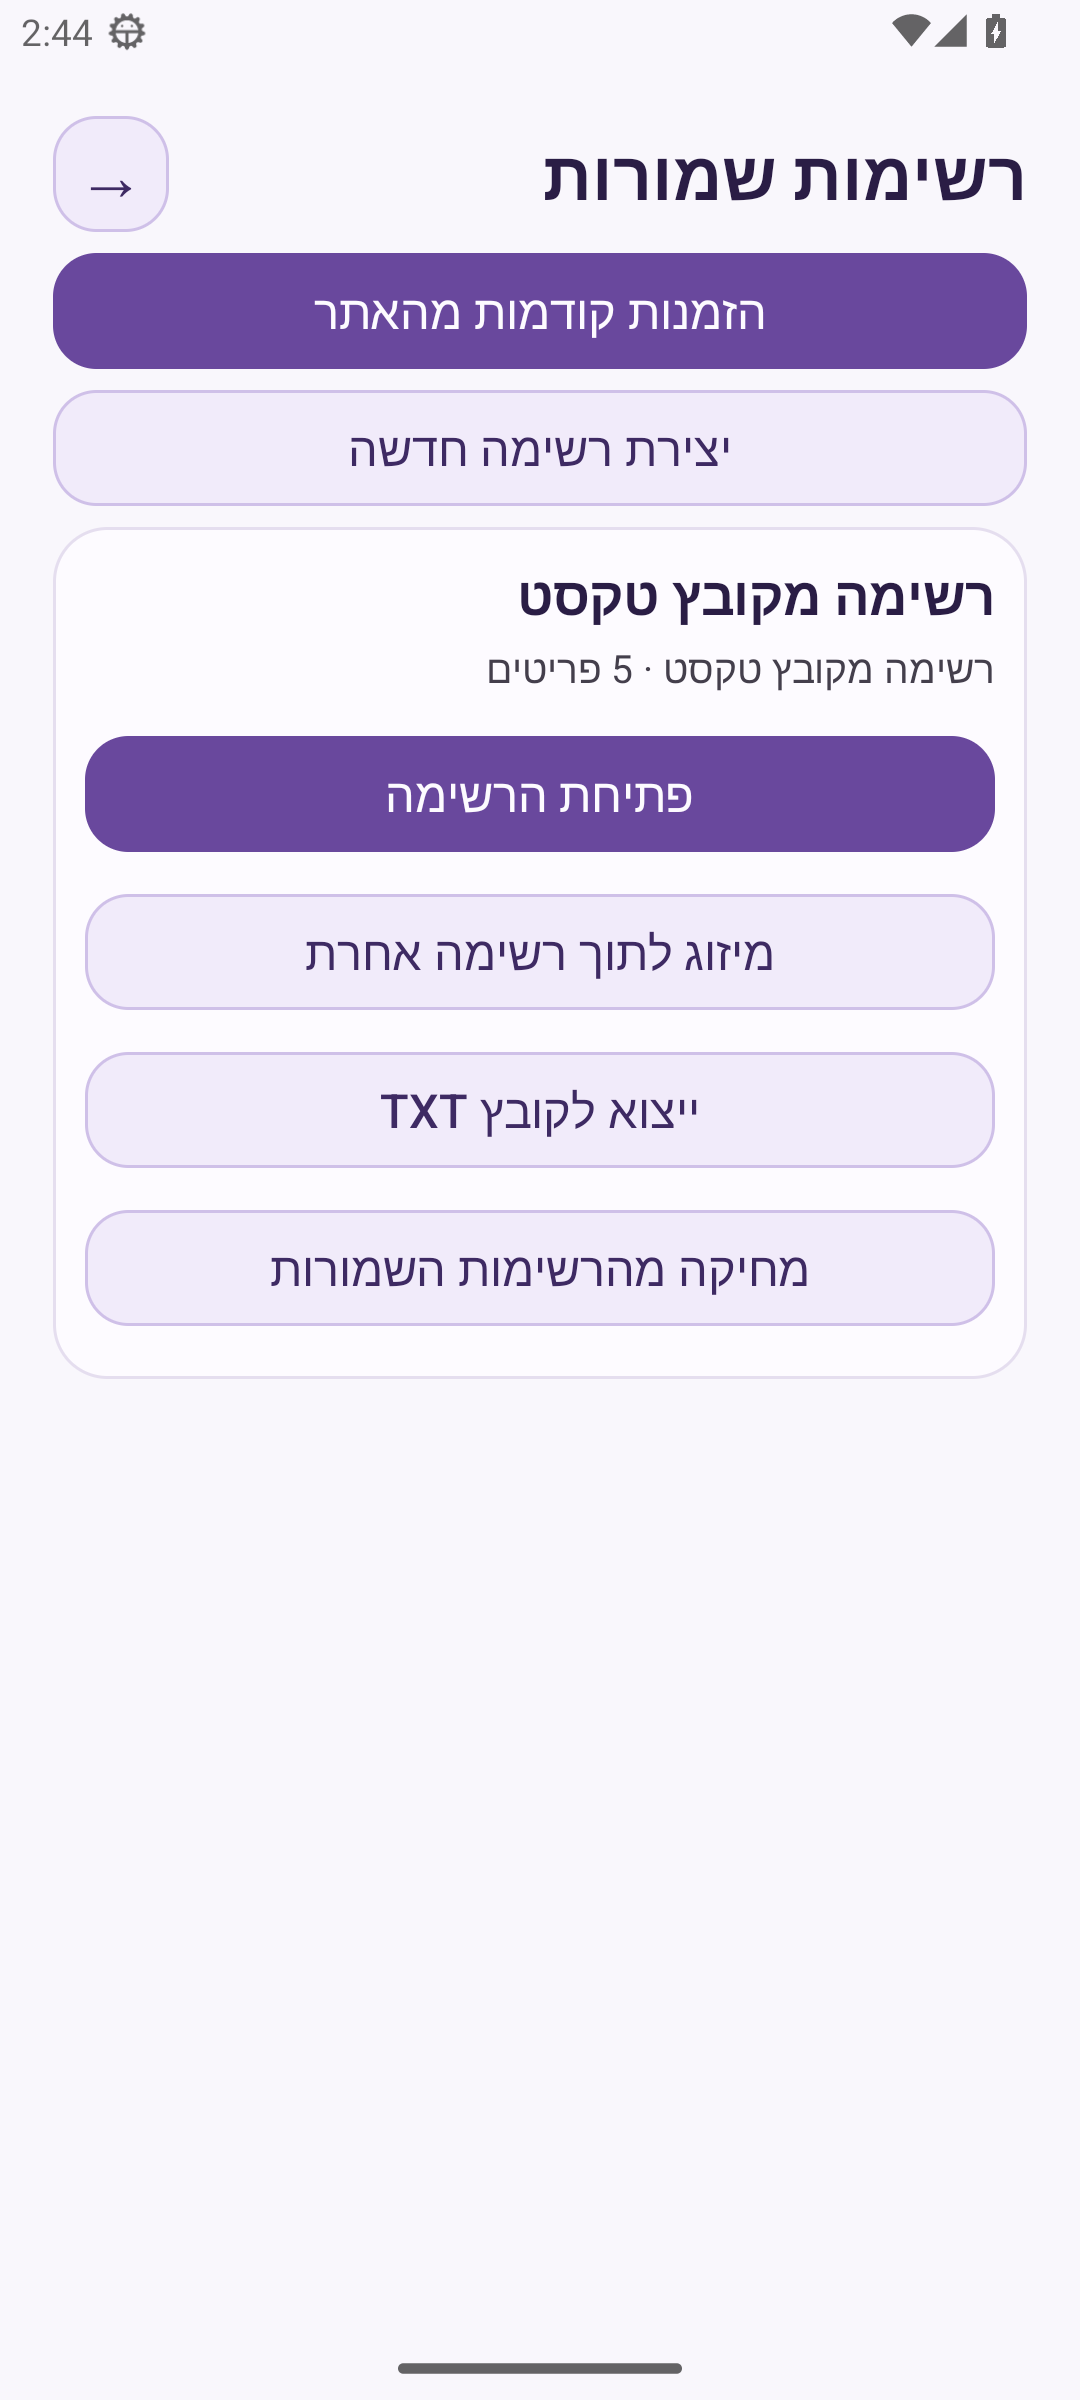 2:44
רשימות שמורות
→
הזמנות קודמות מהאתר
יצירת רשימה חדשה
רשימה מקובץ טקסט
רשימה מקובץ טקסט · 5 פריטים
פתיחת הרשימה
מיזוג לתוך רשימה אחרת
ייצוא לקובץ TXT
מחיקה מהרשימות השמורות